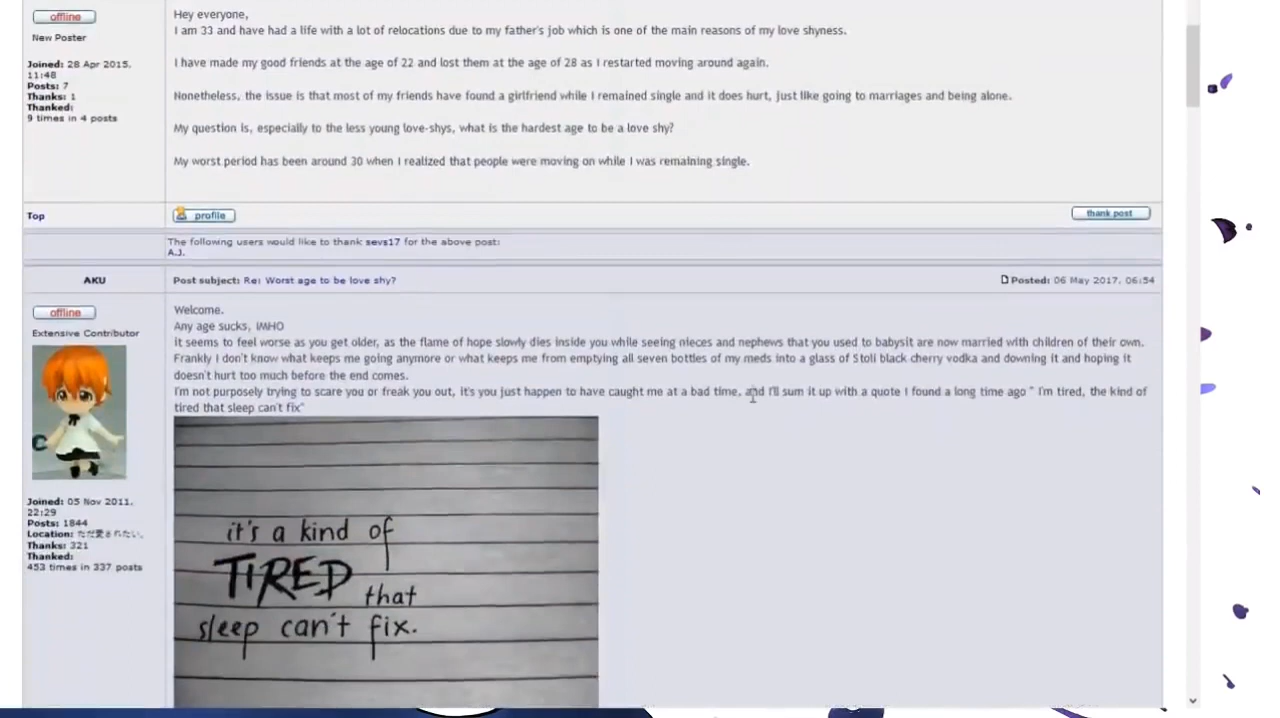 offline
New Poster
Joined: 28 Apr 2015,
11:48
Posts: 7
Thanks: 1
Thanked:
9 times in 4 posts
Hey everyone,
I am 33 and have had a life with a lot of relocations due to my father's job which is one of the main reasons of my love shyness.
I have made my good friends at the age of 22 and lost them at the age of 28 as I restarted moving around again.
Nonetheless, the issue is that most of my friends have found a girlfriend while I remained single and it does hurt, just like going to marriages and being alone.
My question is, especially to the less young love-shys, what is the hardest age to be a love shy?
My worst period has been around 30 when I realized that people were moving on while I was remaining single.
Top
profile
thank post
The following users would like to thank sevs17 for the above post:
A.J.
AKU
Post subject: Re: Worst age to be love shy?
Posted: 06 May 2017, 06:54
offline
Extensive Contributor
Joined: 05 Nov 2011,
22:29
Posts: 1844
Location: ただ愛されたい。
Thanks: 321
Thanked:
453 times in 337 posts
Welcome.
Any age sucks, IMHO
it seems to feel worse as you get older, as the flame of hope slowly dies inside you while seeing nieces and nephews that you used to babysit are now married with children of their own.
Frankly I don't know what keeps me going anymore or what keeps me from emptying all seven bottles of my meds into a glass of Stoli black cherry vodka and downing it and hoping it
doesn't hurt too much before the end comes.
I'm not purposely trying to scare you or freak you out, it's you just happen to have caught me at a bad time, and I'll sum it up with a quote I found a long time ago " I'm tired, the kind of
tired that sleep can't fix"
it's a kind of
TIRED that
sleep can't fix.